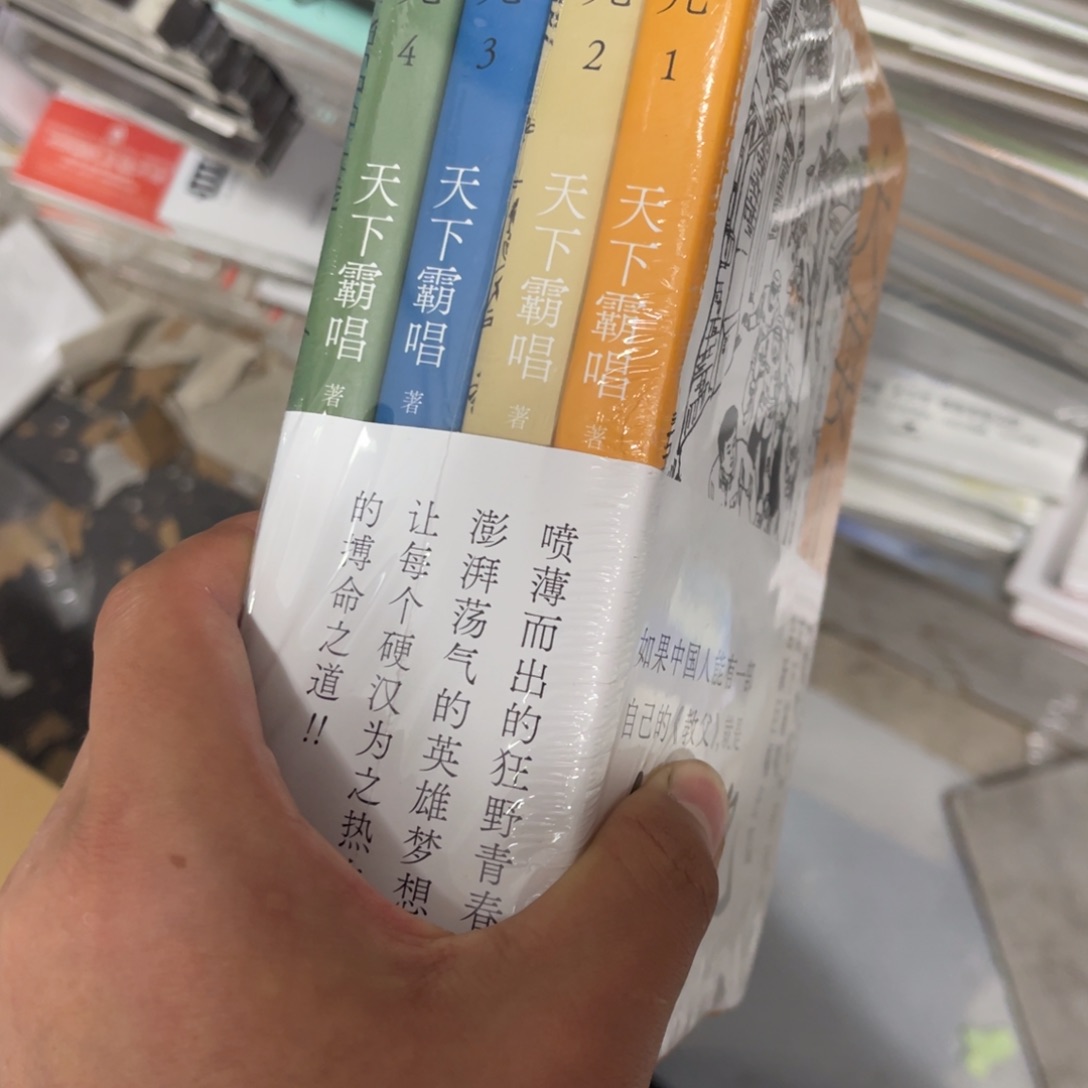 4
天下霸唱
著
3
天下霸唱
著
2
天下霸唱
著
1
天下霸唱
著
喷薄而出的狂野青春
澎湃荡气的英雄梦想
让每个硬汉为之热
的搏命之道!!
如果中国人能有一部
自己的《教父》,就是